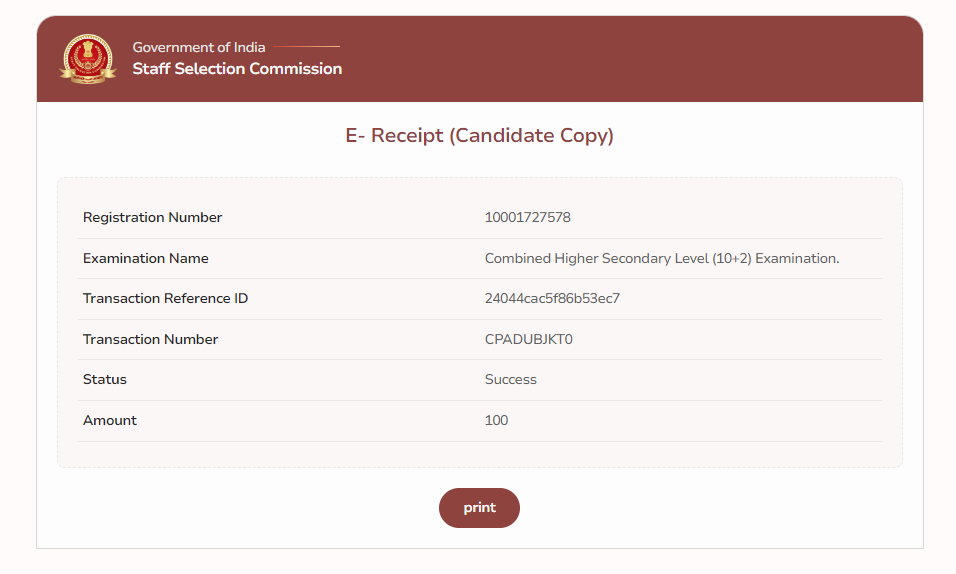 Government of India
Staff Selection Commission
E- Receipt (Candidate Copy)
Registration Number 10001727578
Examination Name Combined Higher Secondary Level (10+2) Examination.
Transaction Reference ID 24044cac5f86b53ec7
Transaction Number CPADUBJKT0
Status Success
Amount 100
print